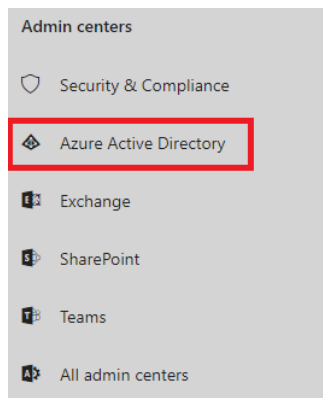 Admin centers
Security & Compliance
Azure Active Directory
Exchange
SharePoint
Teams
All admin centers